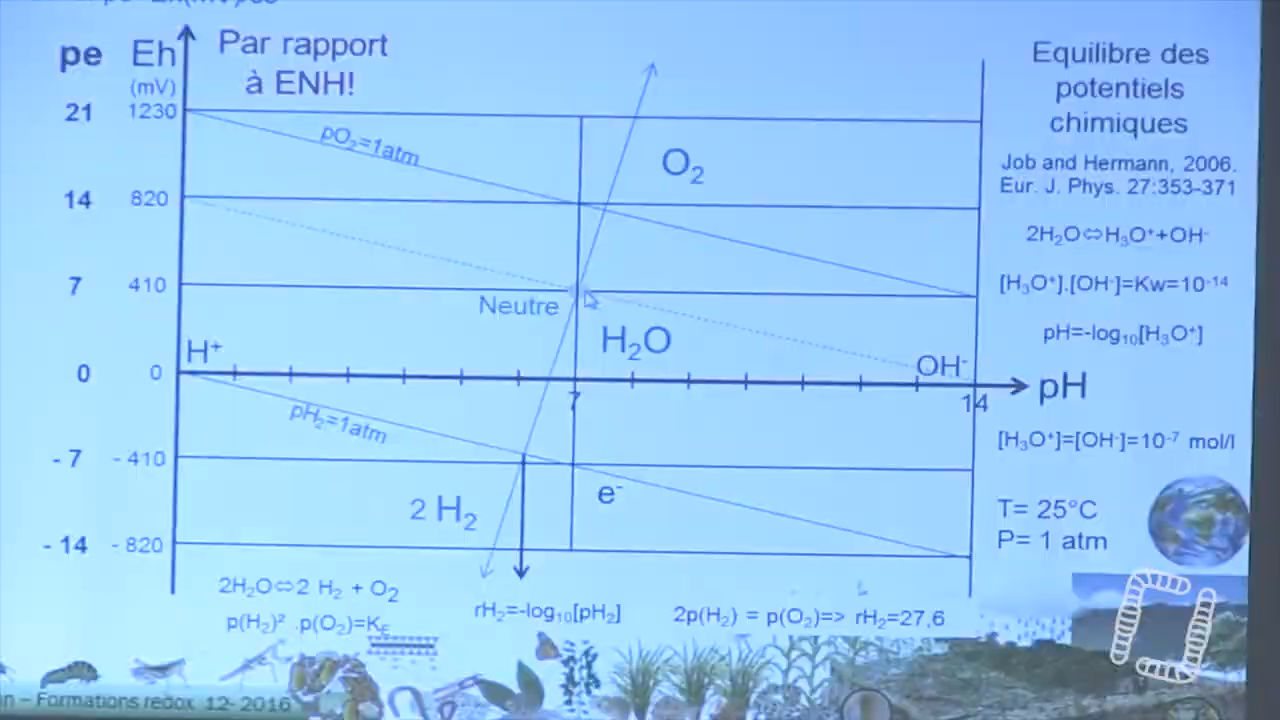 pe Eh
(mV)
Par rapport
à ENH!
21 1230
14 820
7 410
0 0
- 7 - 410
- 14 - 820
pO₂=1atm
O₂
Neutre
H₂O
H⁺
OH⁻
7
14
pH
pH₂=1atm
2 H₂
e⁻
2H₂O⇔2 H₂ + O₂
p(H₂)² .p(O₂)=K
rH₂=-log₁₀[pH₂]
2p(H₂) = p(O₂)=> rH₂=27,6
Equilibre des
potentiels
chimiques
Job and Hermann, 2006.
Eur. J. Phys. 27:353-371
2H₂O⇔H₃O⁺+OH⁻
[H₃O⁺].[OH⁻]=Kw=10⁻¹⁴
pH=-log₁₀[H₃O⁺]
[H₃O⁺]=[OH⁻]=10⁻⁷ mol/l
T= 25°C
P= 1 atm
– Formations redox 12- 2016